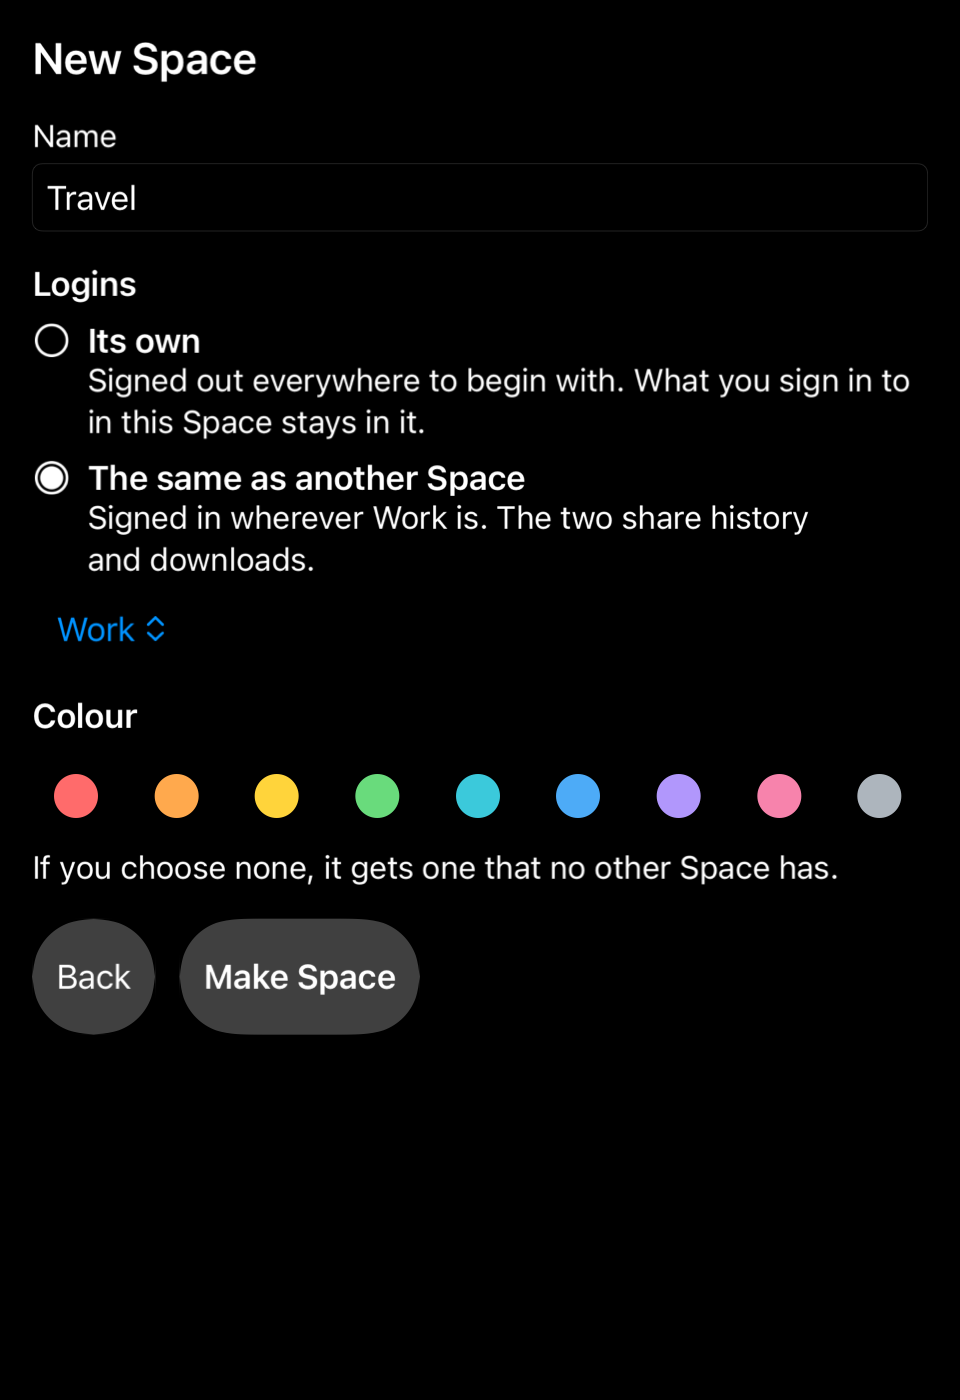 New Space
Name
Travel
Logins
Its own
Signed out everywhere to begin with. What you sign in to
in this Space stays in it.
The same as another Space
Signed in wherever Work is. The two share history
and downloads.
Work
Colour
If you choose none, it gets one that no other Space has.
Back
Make Space